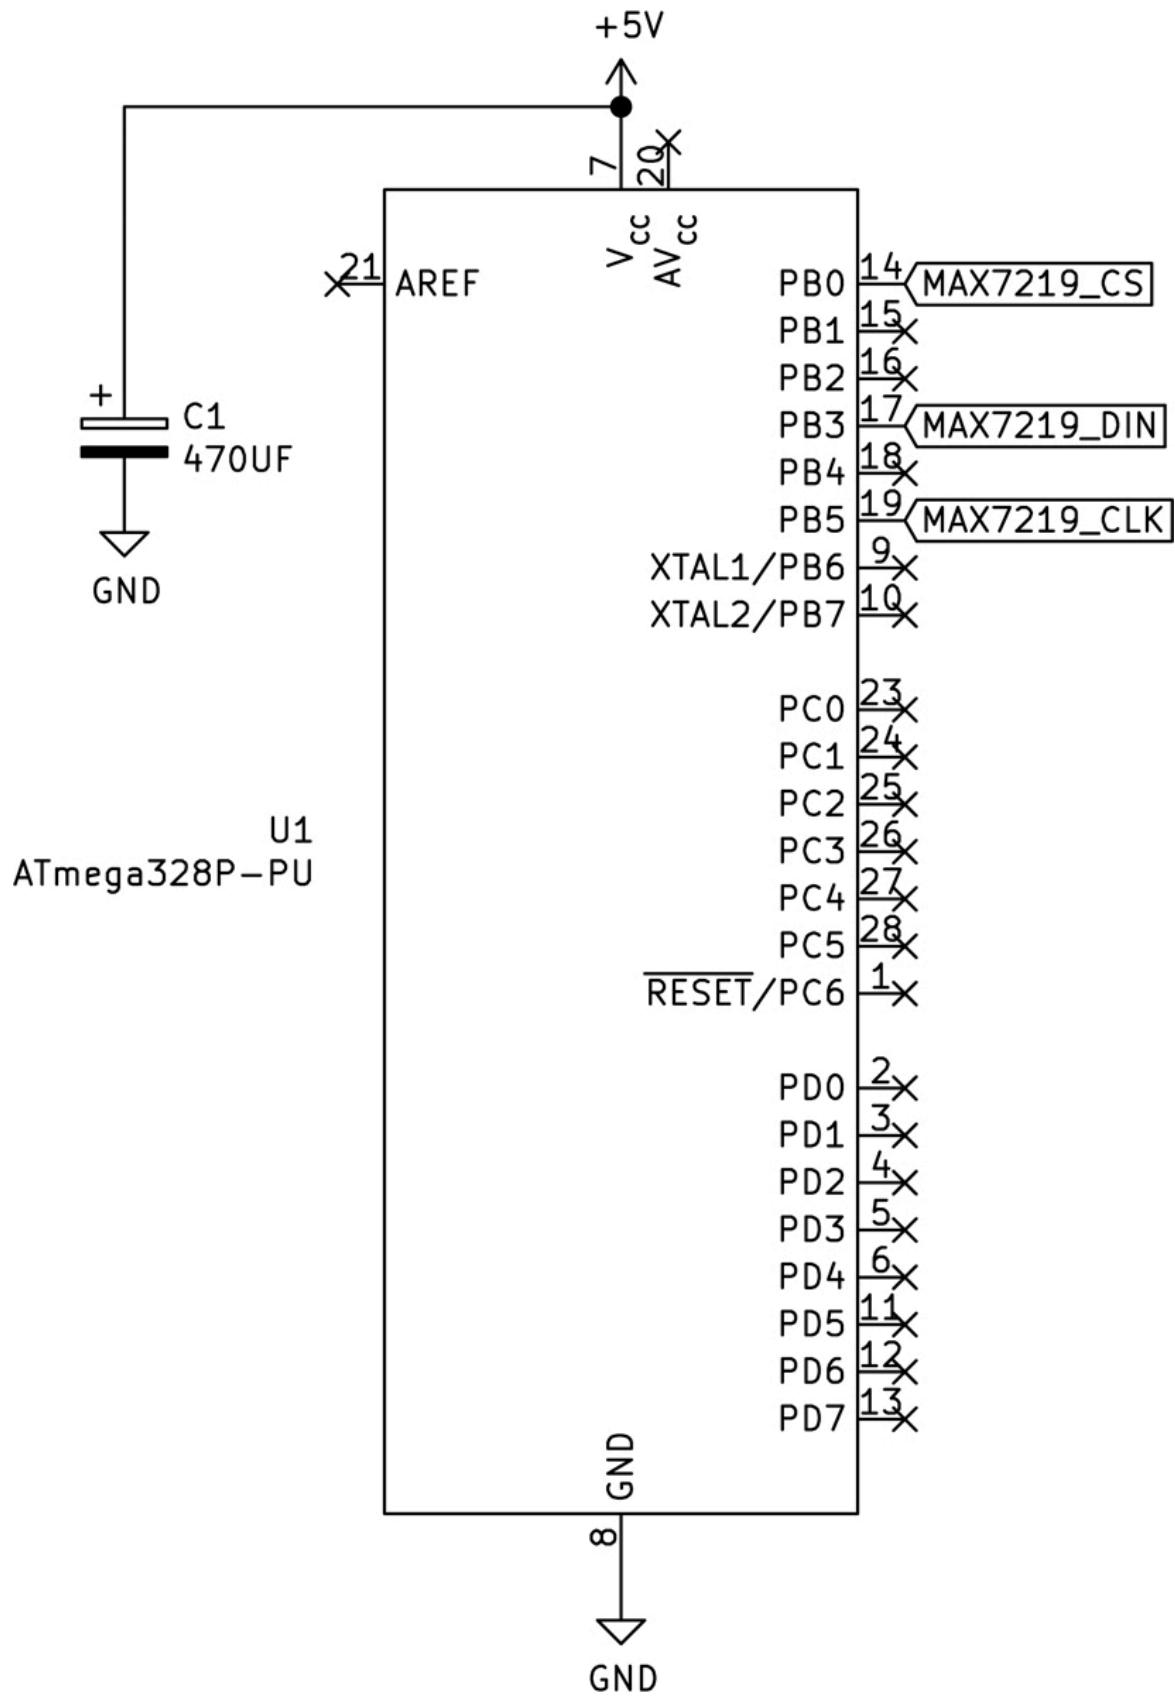 +5V
7
20
Vcc
AVcc
21
AREF
PB0
14
MAX7219_CS
PB1
15
PB2
16
PB3
17
MAX7219_DIN
PB4
18
PB5
19
MAX7219_CLK
XTAL1/PB6
9
XTAL2/PB7
10
+
C1
470UF
GND
PC0
23
PC1
24
PC2
25
PC3
26
PC4
27
PC5
28
RESET/PC6
1
U1
ATmega328P-PU
PD0
2
PD1
3
PD2
4
PD3
5
PD4
6
PD5
11
PD6
12
PD7
13
GND
8
GND